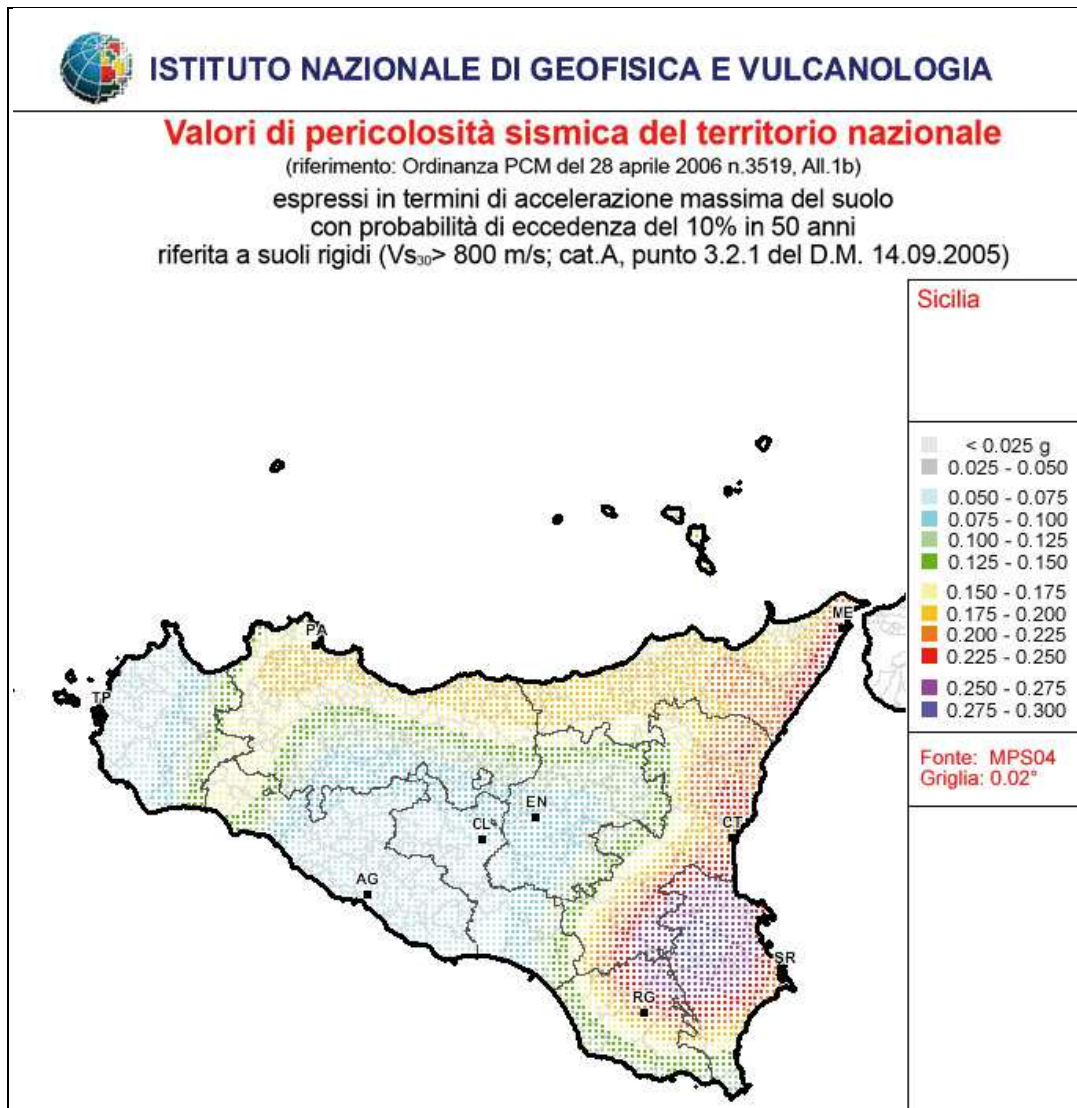 ISTITUTO NAZIONALE DI GEOFISICA E VULCANOLOGIA
Valori di pericolosità sismica del territorio nazionale
(riferimento: Ordinanza PCM del 28 aprile 2006 n.3519, All.1b)
espressi in termini di accelerazione massima del suolo
con probabilità di eccedenza del 10% in 50 anni
riferita a suoli rigidi (Vs30> 800 m/s; cat.A, punto 3.2.1 del D.M. 14.09.2005)
Sicilia
< 0.025 g
0.025 - 0.050
0.050 - 0.075
0.075 - 0.100
0.100 - 0.125
0.125 - 0.150
0.150 - 0.175
0.175 - 0.200
0.200 - 0.225
0.225 - 0.250
0.250 - 0.275
0.275 - 0.300
Fonte: MPS04
Griglia: 0.02°
ME
PA
TP
EN
CL
CT
AG
SR
RG